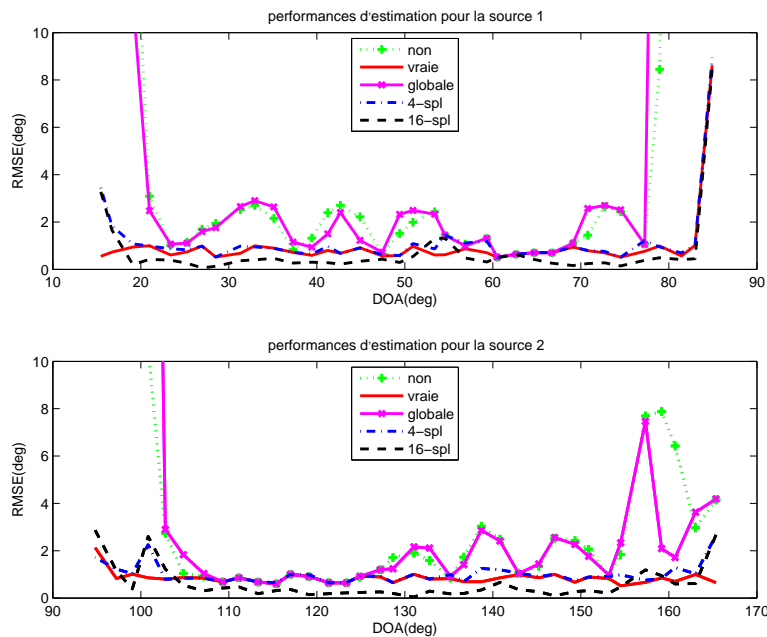 performances d'estimation pour la source 1
10
8
6
4
2
0
RMSE(deg)
non
vraie
globale
4−spl
16−spl
10 20 30 40 50 60 70 80 90
DOA(deg)
performances d'estimation pour la source 2
10
8
6
4
2
0
RMSE(deg)
non
vraie
globale
4−spl
16−spl
90 100 110 120 130 140 150 160 170
DOA(deg)